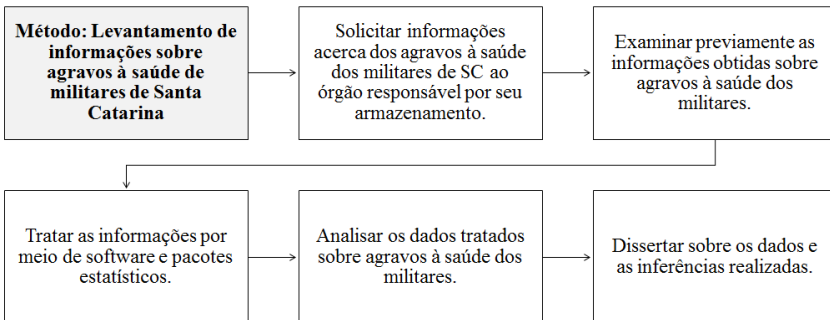 Método: Levantamento de
informações sobre
agravos à saúde de
militares de Santa
Catarina
Solicitar informações
acerca dos agravos à saúde
dos militares de SC ao
órgão responsável por seu
armazenamento.
Examinar previamente as
informações obtidas sobre
agravos à saúde dos
militares.
Tratar as informações por
meio de software e pacotes
estatísticos.
Analisar os dados tratados
sobre agravos à saúde dos
militares.
Dissertar sobre os dados e
as inferências realizadas.